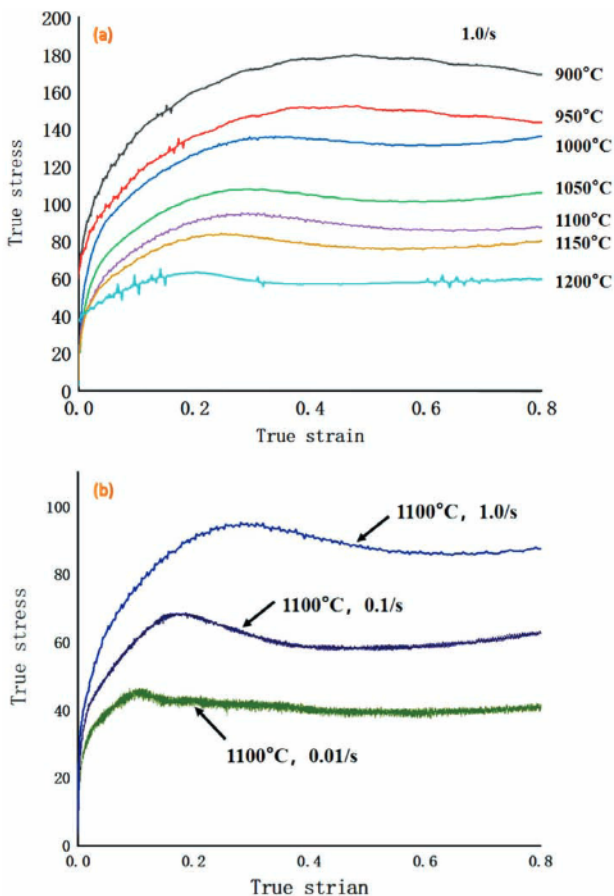 (a)
1.0/s
200
180
160
140
120
100
80
60
40
20
0
True stress
900°C
950°C
1000°C
1050°C
1100°C
1150°C
1200°C
0.0 0.2 0.4 0.6 0.8
True strain
(b)
100
80
60
40
20
0
True stress
1100°C, 1.0/s
1100°C, 0.1/s
1100°C, 0.01/s
0.0 0.2 0.4 0.6 0.8
True strian